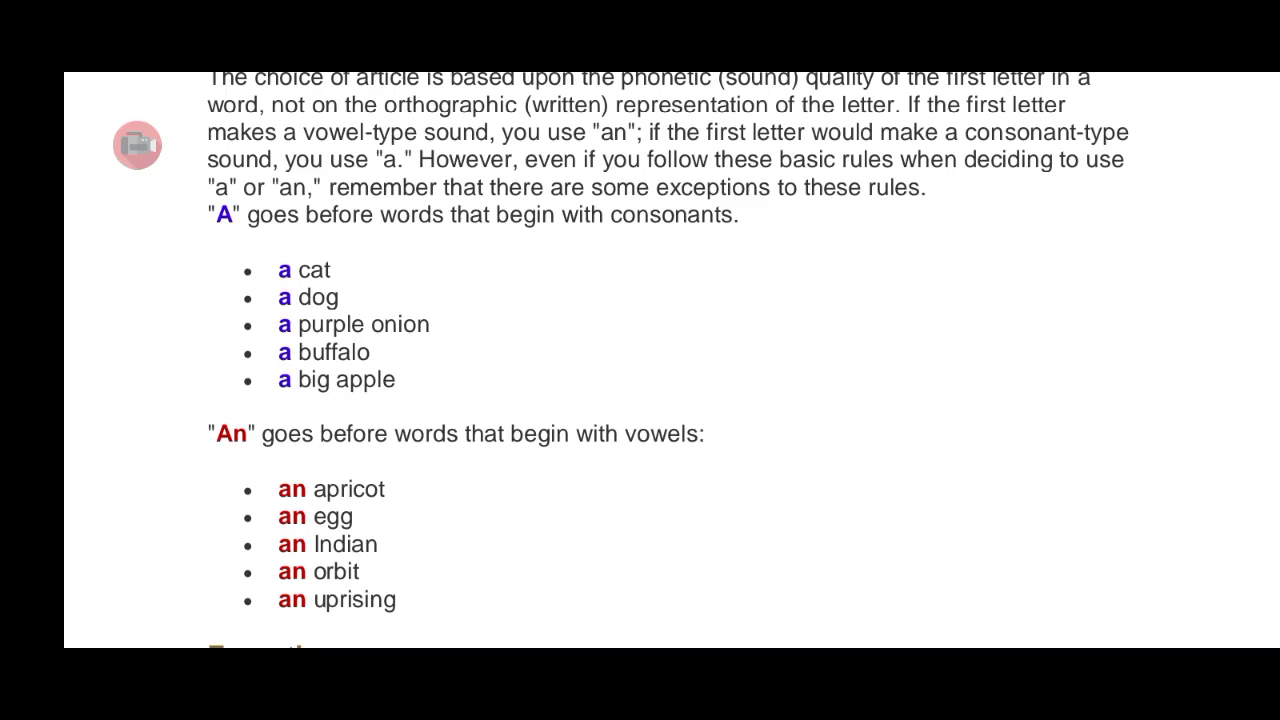 The choice of article is based upon the phonetic (sound) quality of the first letter in a
word, not on the orthographic (written) representation of the letter. If the first letter
makes a vowel-type sound, you use "an"; if the first letter would make a consonant-type
sound, you use "a." However, even if you follow these basic rules when deciding to use
"a" or "an," remember that there are some exceptions to these rules.
"A" goes before words that begin with consonants.
• a cat
• a dog
• a purple onion
• a buffalo
• a big apple
"An" goes before words that begin with vowels:
• an apricot
• an egg
• an Indian
• an orbit
• an uprising